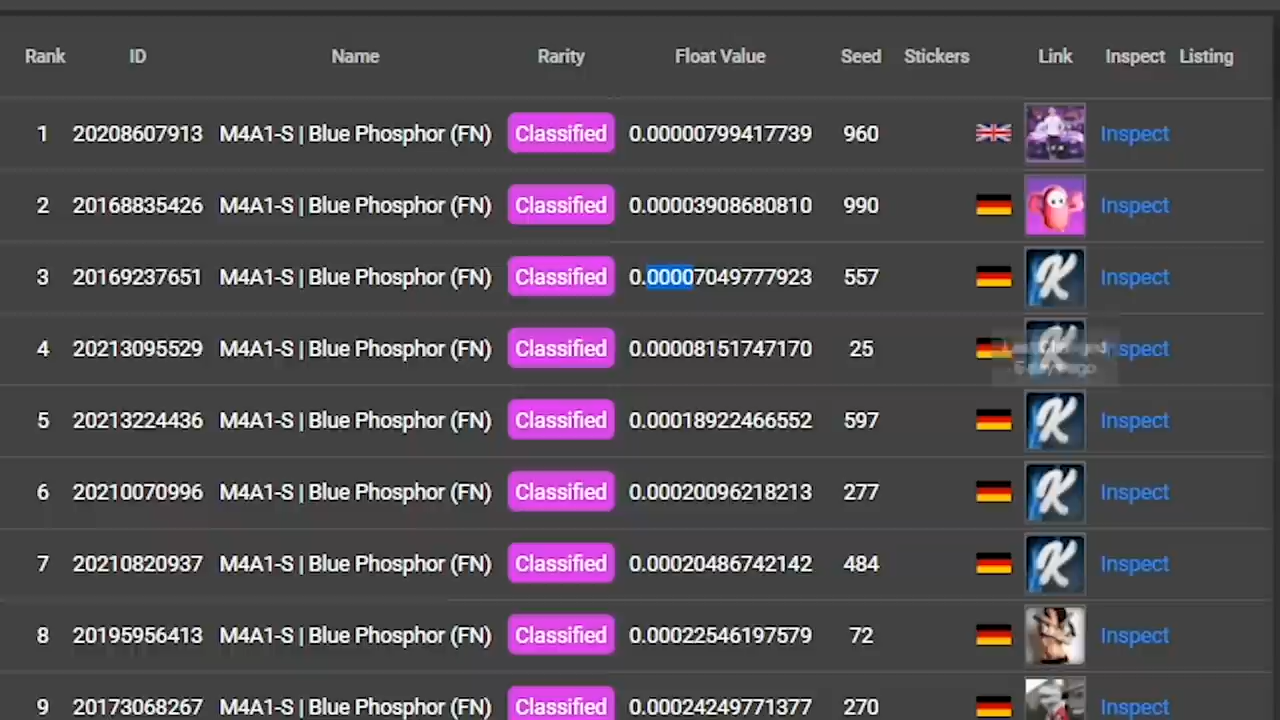 Rank ID Name Rarity Float Value Seed Stickers Link Inspect Listing
1 20208607913 M4A1-S | Blue Phosphor (FN) Classified 0.00000799417739 960 Inspect
2 20168835426 M4A1-S | Blue Phosphor (FN) Classified 0.00003908680810 990 Inspect
3 20169237651 M4A1-S | Blue Phosphor (FN) Classified 0.00007049777923 557 K Inspect
4 20213095529 M4A1-S | Blue Phosphor (FN) Classified 0.00008151747170 25 K spect
5 20213224436 M4A1-S | Blue Phosphor (FN) Classified 0.00018922466552 597 K Inspect
6 20210070996 M4A1-S | Blue Phosphor (FN) Classified 0.00020096218213 277 K Inspect
7 20210820937 M4A1-S | Blue Phosphor (FN) Classified 0.00020486742142 484 K Inspect
8 20195956413 M4A1-S | Blue Phosphor (FN) Classified 0.00022546197579 72 Inspect
9 20173068267 M4A1-S | Blue Phosphor (FN) Classified 0.00024249771377 270 Inspect